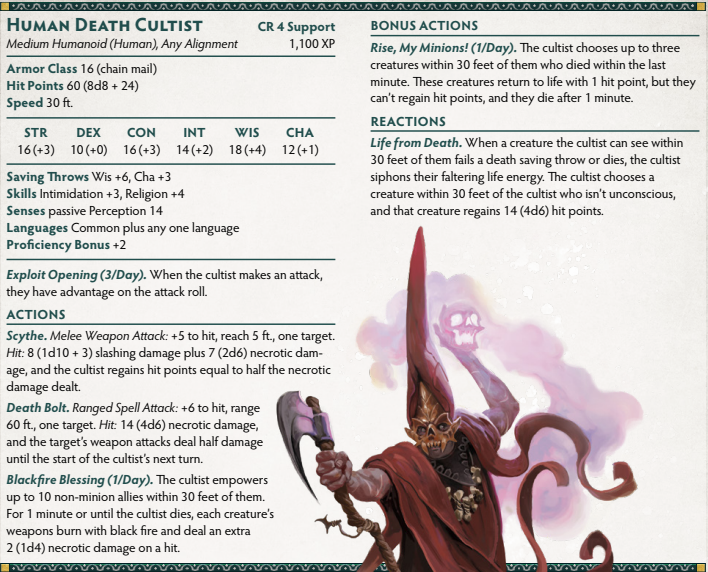 HUMAN DEATH CULTIST CR 4 Support
Medium Humanoid (Human), Any Alignment 1,100 XP
Armor Class 16 (chain mail)
Hit Points 60 (8d8 + 24)
Speed 30 ft.
STR DEX CON INT WIS CHA
16 (+3) 10 (+0) 16 (+3) 14 (+2) 18 (+4) 12 (+1)
Saving Throws Wis +6, Cha +3
Skills Intimidation +3, Religion +4
Senses passive Perception 14
Languages Common plus any one language
Proficiency Bonus +2
Exploit Opening (3/Day). When the cultist makes an attack,
they have advantage on the attack roll.
ACTIONS
Scythe. Melee Weapon Attack: +5 to hit, reach 5 ft., one target.
Hit: 8 (1d10 + 3) slashing damage plus 7 (2d6) necrotic dam-
age, and the cultist regains hit points equal to half the necrotic
damage dealt.
Death Bolt. Ranged Spell Attack: +6 to hit, range
60 ft., one target. Hit: 14 (4d6) necrotic damage,
and the target's weapon attacks deal half damage
until the start of the cultist's next turn.
Blackfire Blessing (1/Day). The cultist empowers
up to 10 non-minion allies within 30 feet of them.
For 1 minute or until the cultist dies, each creature's
weapons burn with black fire and deal an extra
2 (1d4) necrotic damage on a hit.
BONUS ACTIONS
Rise, My Minions! (1/Day). The cultist chooses up to three
creatures within 30 feet of them who died within the last
minute. These creatures return to life with 1 hit point, but they
can't regain hit points, and they die after 1 minute.
REACTIONS
Life from Death. When a creature the cultist can see within
30 feet of them fails a death saving throw or dies, the cultist
siphons their faltering life energy. The cultist chooses a
creature within 30 feet of the cultist who isn't unconscious,
and that creature regains 14 (4d6) hit points.